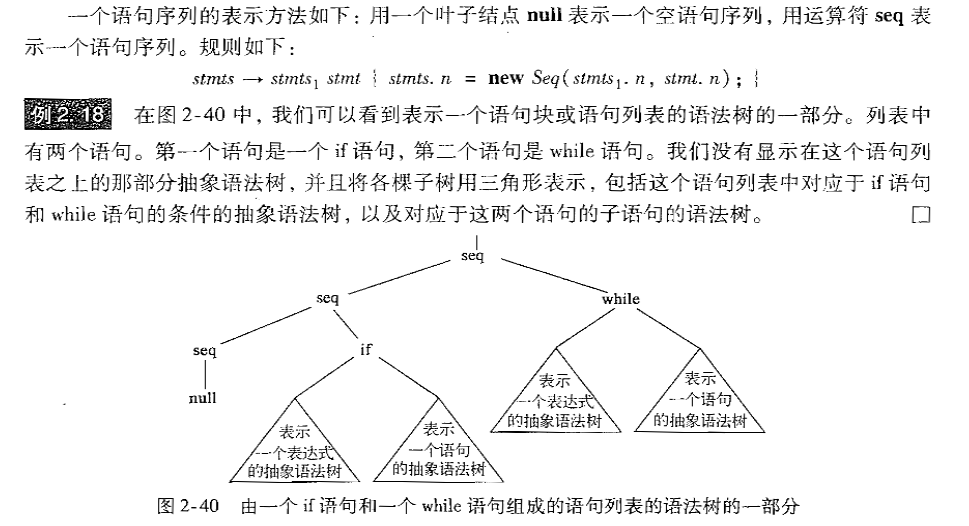 一个语句序列的表示方法如下：用一个叶子结点 null 表示一个空语句序列，用运算符 seq 表
示一个语句序列。规则如下：
stmts → stmts₁ stmt { stmts. n = new Seq(stmts₁. n, stmt. n); }
例 2.18 在图 2-40 中，我们可以看到表示一个语句块或语句列表的语法树的一部分。列表中
有两个语句。第一个语句是一个 if 语句，第二个语句是 while 语句。我们没有显示在这个语句列
表之上的那部分抽象语法树，并且将各棵子树用三角形表示，包括这个语句列表中对应于 if 语句
和 while 语句的条件的抽象语法树，以及对应于这两个语句的子语句的语法树。 □
seq
seq while
seq if
null
表示
一个表达式
的抽象语法树
表示
一个语句
的抽象语法树
表示
一个表达式
的抽象语法树
表示
一个语句
的抽象语法树
图 2-40 由一个 if 语句和一个 while 语句组成的语句列表的语法树的一部分